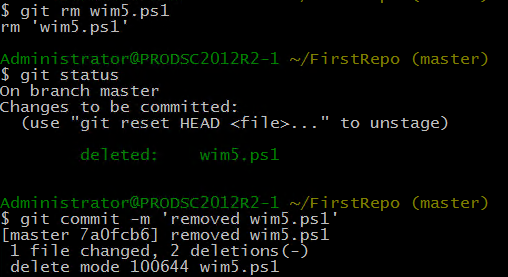 $ git rm wim5.ps1
rm 'wim5.ps1'
Administrator@PRODSC2012R2-1 ~/FirstRepo (master)
$ git status
On branch master
Changes to be committed:
  (use "git reset HEAD <file>..." to unstage)
        deleted:    wim5.ps1
Administrator@PRODSC2012R2-1 ~/FirstRepo (master)
$ git commit -m 'removed wim5.ps1'
[master 7a0fcb6] removed wim5.ps1
 1 file changed, 2 deletions(-)
 delete mode 100644 wim5.ps1